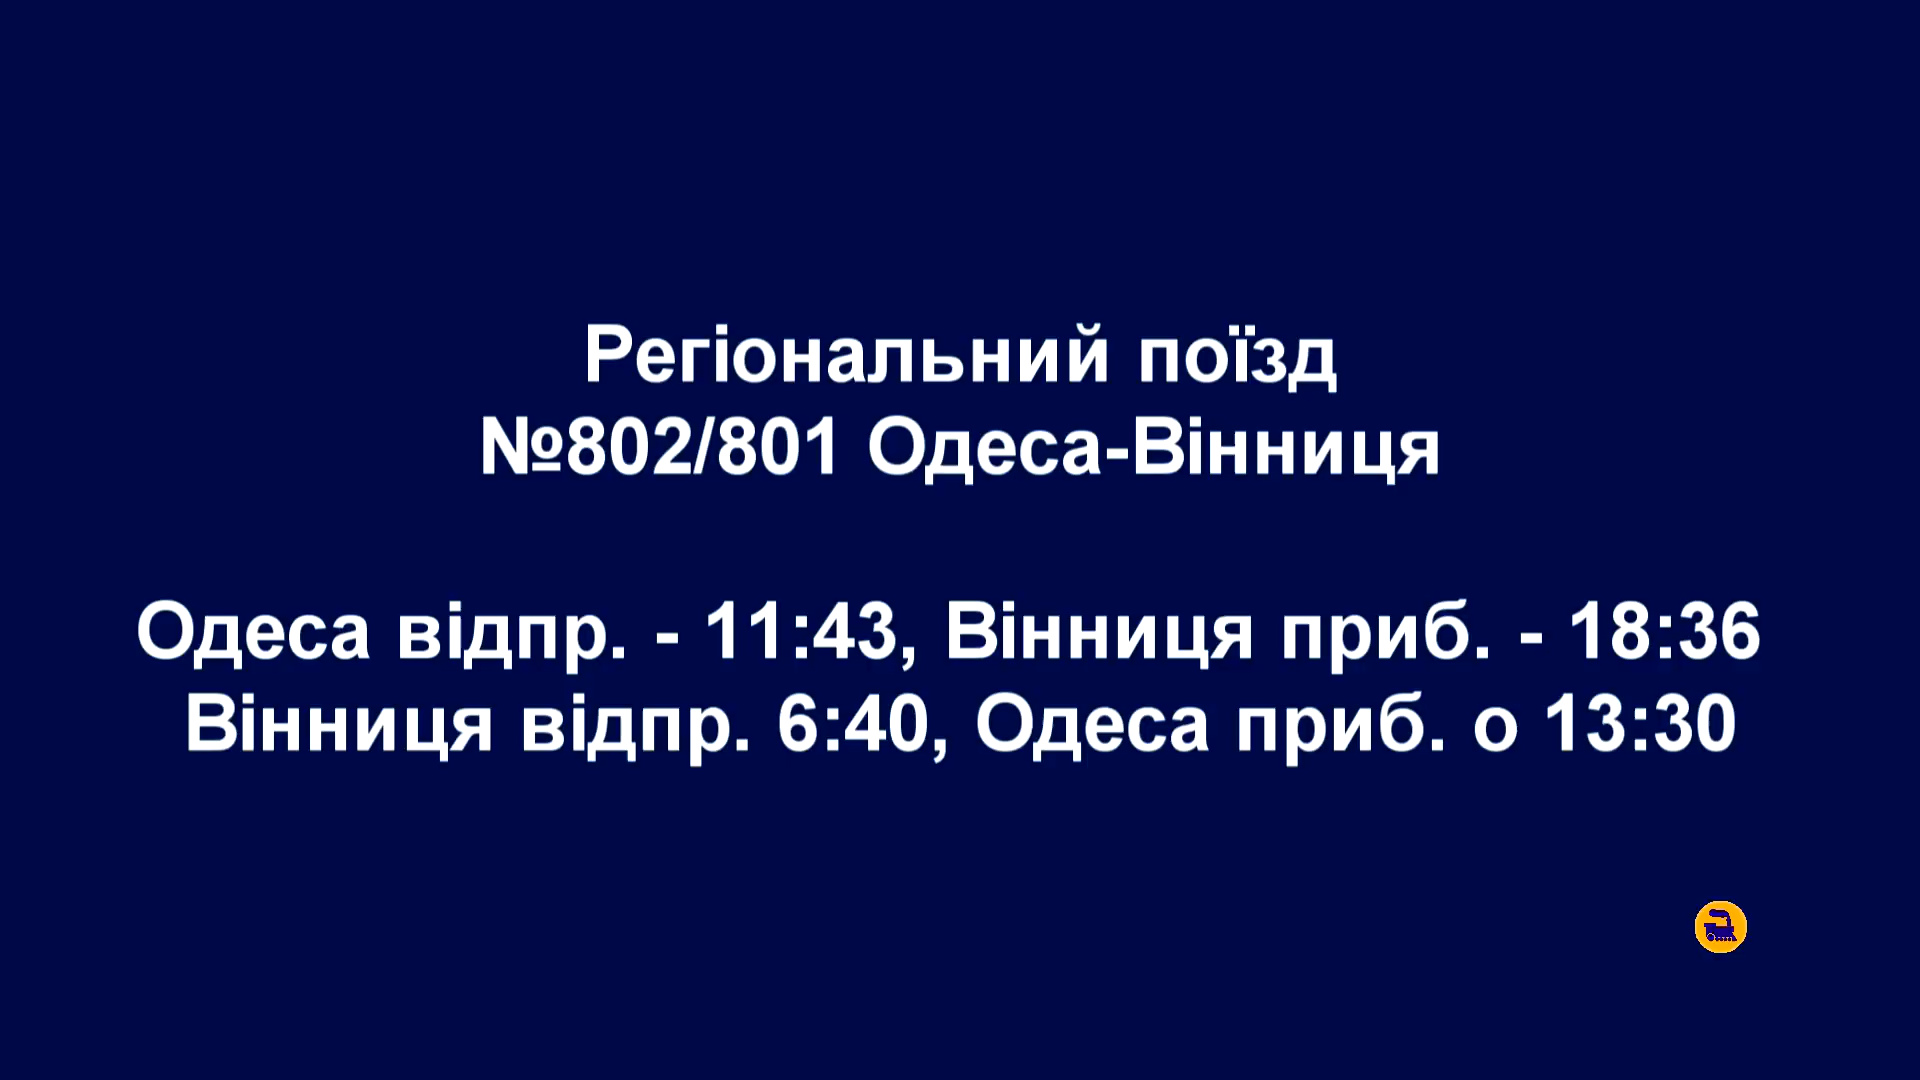 Регіональний поїзд
№802/801 Одеса-Вінниця
Одеса відпр. - 11:43, Вінниця приб. - 18:36
Вінниця відпр. 6:40, Одеса приб. о 13:30